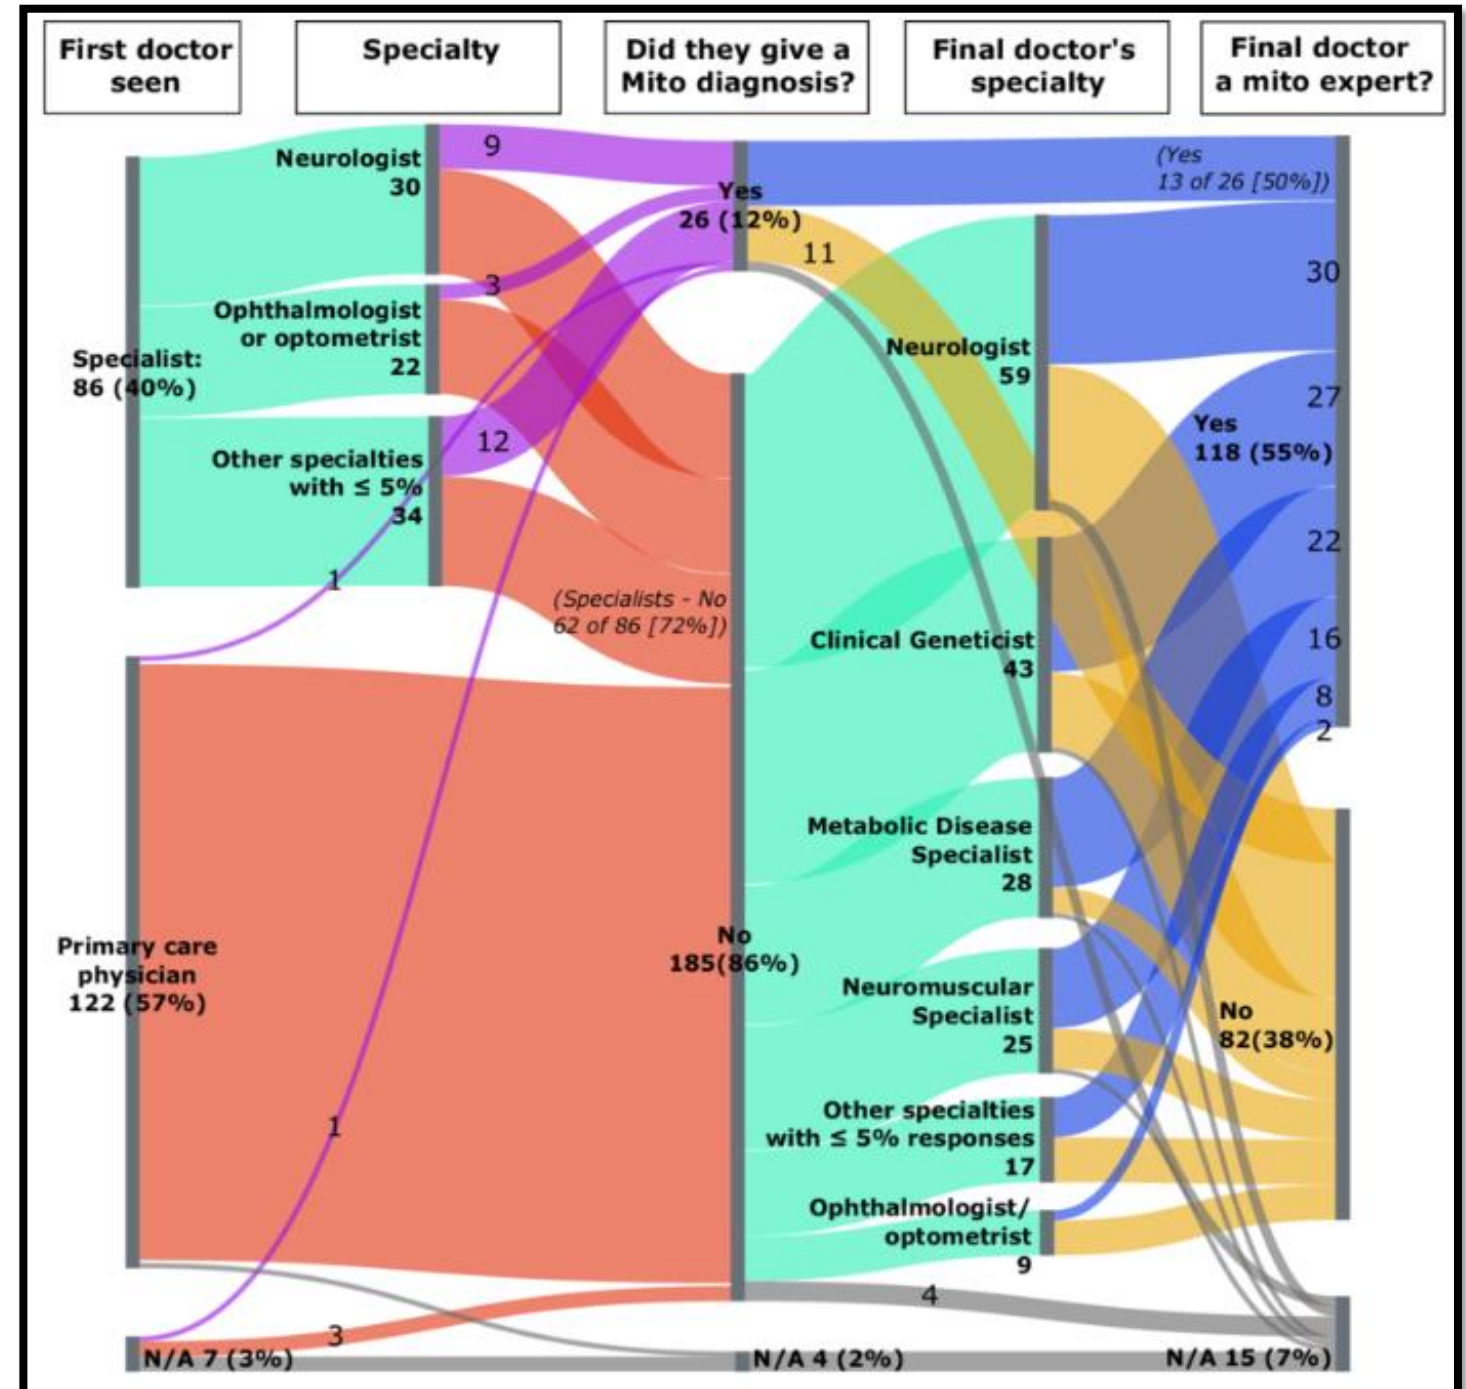 First doctor
seen
Specialty
Did they give a
Mito diagnosis?
Final doctor's
specialty
Final doctor
a mito expert?
Neurologist
30
9
Ophthalmologist
or optometrist
22
3
Specialist:
86 (40%)
Other specialties
with ≤ 5%
34
12
1
Primary care
physician
122 (57%)
1
3
N/A 7 (3%)
Yes
26 (12%)
11
(Specialists - No
62 of 86 [72%])
No
185(86%)
4
N/A 4 (2%)
Neurologist
59
Clinical Geneticist
43
Metabolic Disease
Specialist
28
Neuromuscular
Specialist
25
Other specialties
with ≤ 5% responses
17
Ophthalmologist/
optometrist
9
(Yes
13 of 26 [50%])
30
27
Yes
118 (55%)
22
16
8
2
No
82(38%)
N/A 15 (7%)